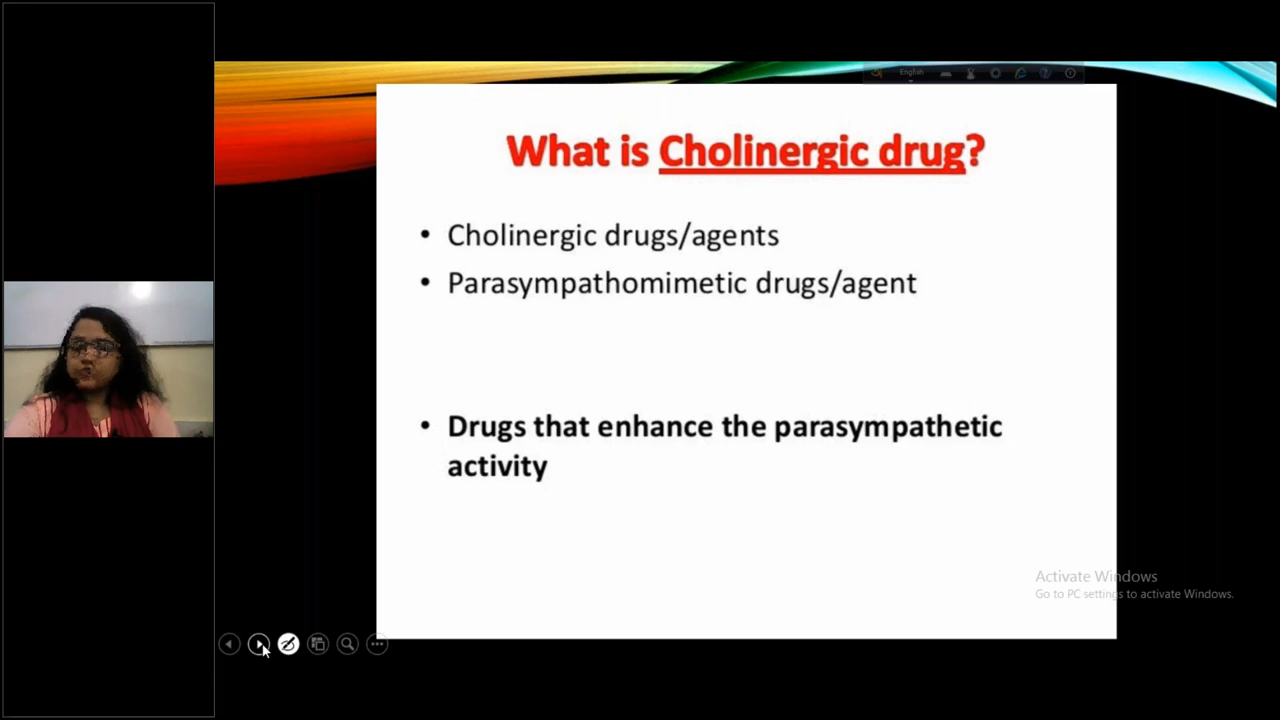 English
What is Cholinergic drug?
• Cholinergic drugs/agents
• Parasympathomimetic drugs/agent
• Drugs that enhance the parasympathetic
activity
Activate Windows
Go to PC settings to activate Windows.